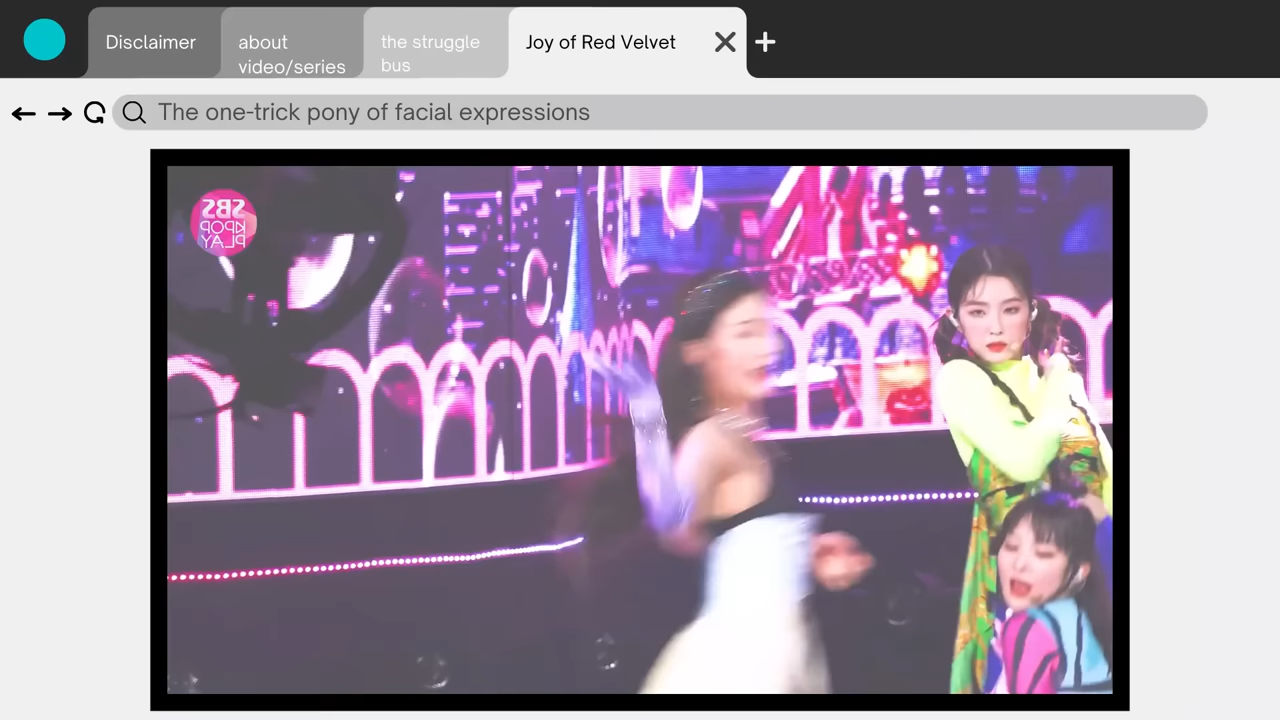 Disclaimer
about
video/series
the struggle
bus
Joy of Red Velvet
The one-trick pony of facial expressions
SBS
KPOP
PLAY